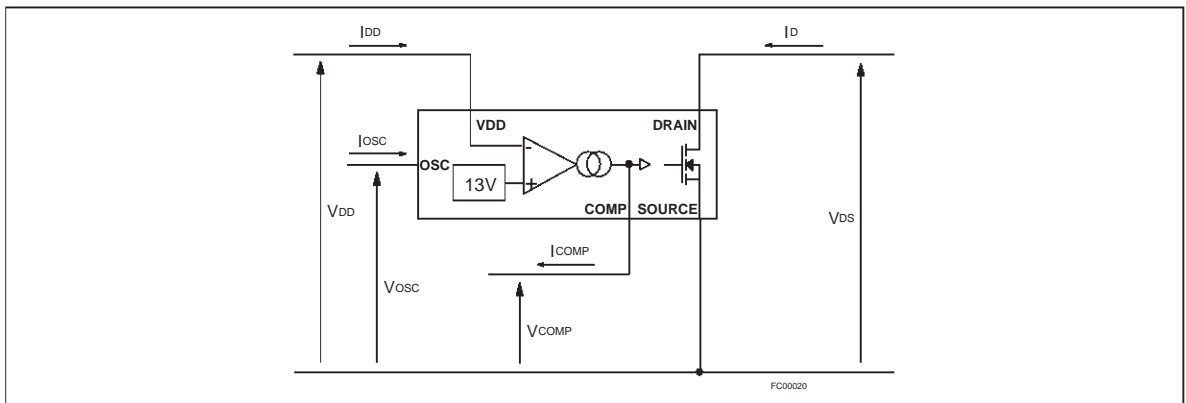 IDD
ID
VDD
DRAIN
IOSC
OSC
-
13V
+
COMP
SOURCE
VDD
VDS
ICOMP
VOSC
VCOMP
FC00020